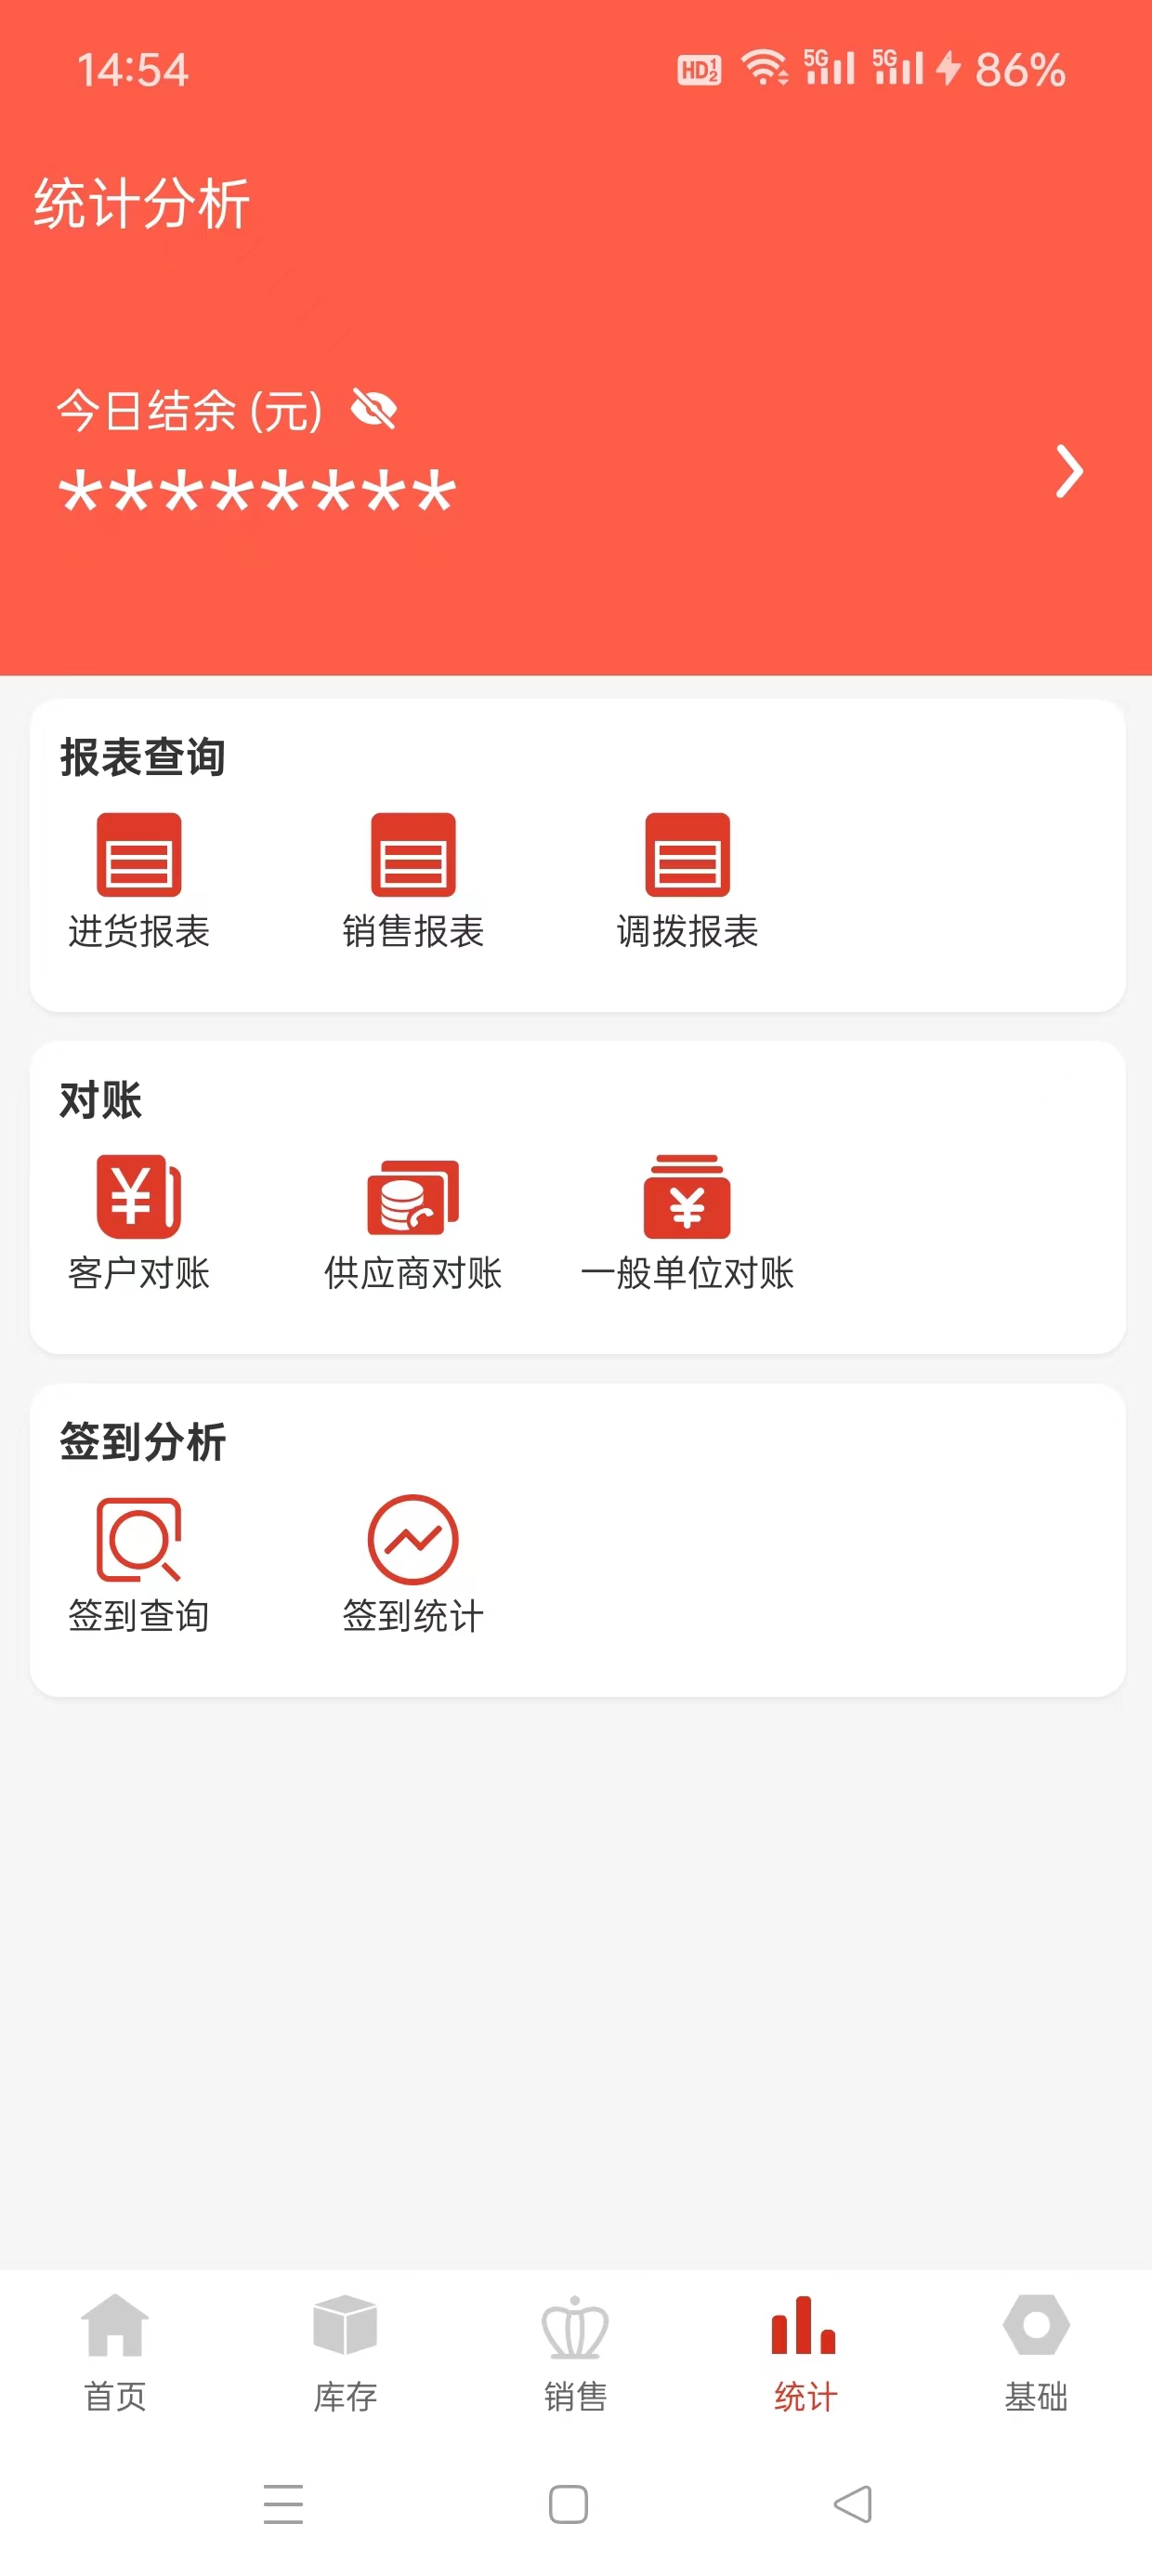 14:54 HD 1 2 5G 5G 86%
统计分析
今日结余 (元)
********
报表查询
进货报表 销售报表 调拨报表
对账
¥ ¥
客户对账 供应商对账 一般单位对账
签到分析
签到查询 签到统计
首页 库存 销售 统计 基础